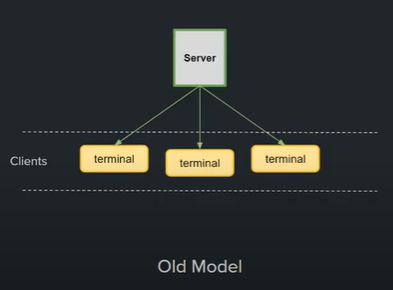 Server
Clients
terminal
terminal
terminal
Old Model